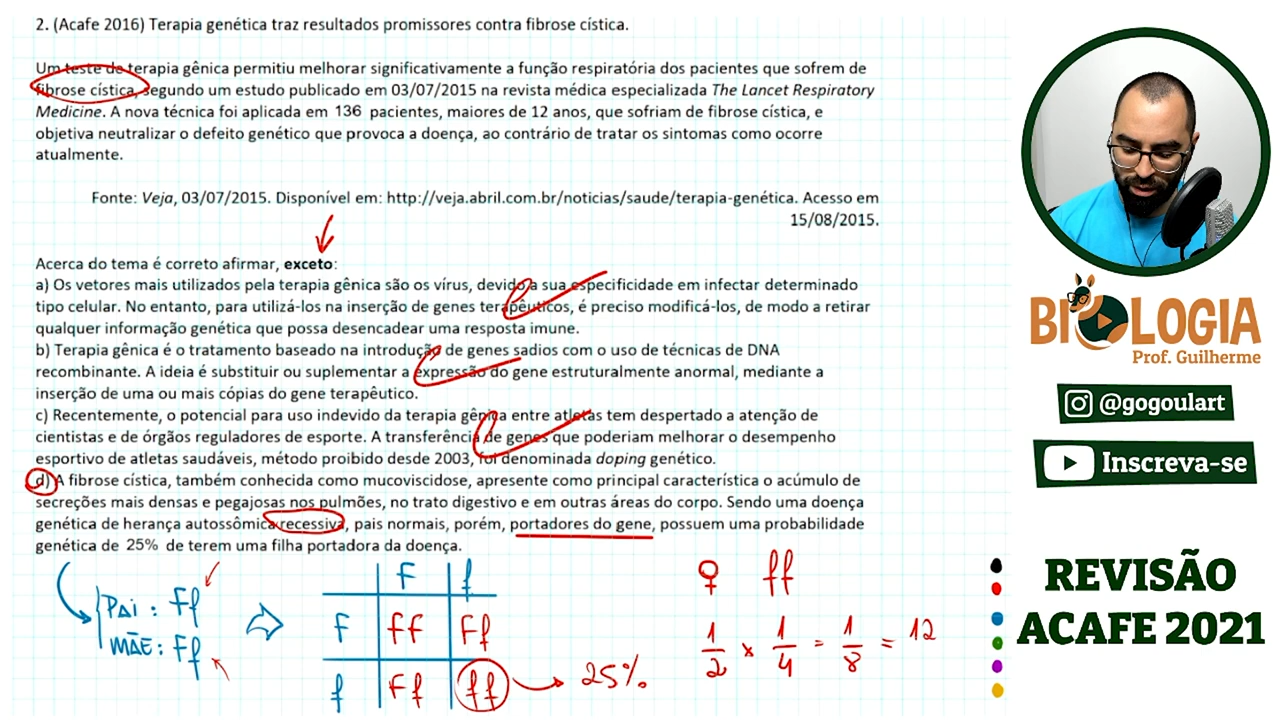 2. (Acafe 2016) Terapia genética traz resultados promissores contra fibrose cística.
Um teste de terapia gênica permitiu melhorar significativamente a função respiratória dos pacientes que sofrem de
fibrose cística, segundo um estudo publicado em 03/07/2015 na revista médica especializada The Lancet Respiratory
Medicine. A nova técnica foi aplicada em 136 pacientes, maiores de 12 anos, que sofriam de fibrose cística, e
objetiva neutralizar o defeito genético que provoca a doença, ao contrário de tratar os sintomas como ocorre
atualmente.
Fonte: Veja, 03/07/2015. Disponível em: http://veja.abril.com.br/noticias/saude/terapia-genética. Acesso em
15/08/2015.
Acerca do tema é correto afirmar, exceto:
a) Os vetores mais utilizados pela terapia gênica são os vírus, devido a sua especificidade em infectar determinado
tipo celular. No entanto, para utilizá-los na inserção de genes terapêuticos, é preciso modificá-los, de modo a retirar
qualquer informação genética que possa desencadear uma resposta imune.
b) Terapia gênica é o tratamento baseado na introdução de genes sadios com o uso de técnicas de DNA
recombinante. A ideia é substituir ou suplementar a expressão do gene estruturalmente anormal, mediante a
inserção de uma ou mais cópias do gene terapêutico.
c) Recentemente, o potencial para uso indevido da terapia gênica entre atletas tem despertado a atenção de
cientistas e de órgãos reguladores de esporte. A transferência de genes que poderiam melhorar o desempenho
esportivo de atletas saudáveis, método proibido desde 2003, foi denominada doping genético.
d) A fibrose cística, também conhecida como mucoviscidose, apresente como principal característica o acúmulo de
secreções mais densas e pegajosas nos pulmões, no trato digestivo e em outras áreas do corpo. Sendo uma doença
genética de herança autossômica recessiva, pais normais, porém, portadores do gene, possuem uma probabilidade
genética de 25% de terem uma filha portadora da doença.
PAI: Ff
MÃE: Ff
F f
F FF Ff
f Ff ff
25%
♀ ff
1/2 x 1/4 = 1/8 = 12
BIOLOGIA
Prof. Guilherme
@gogoulart
Inscreva-se
REVISÃO
ACAFE 2021